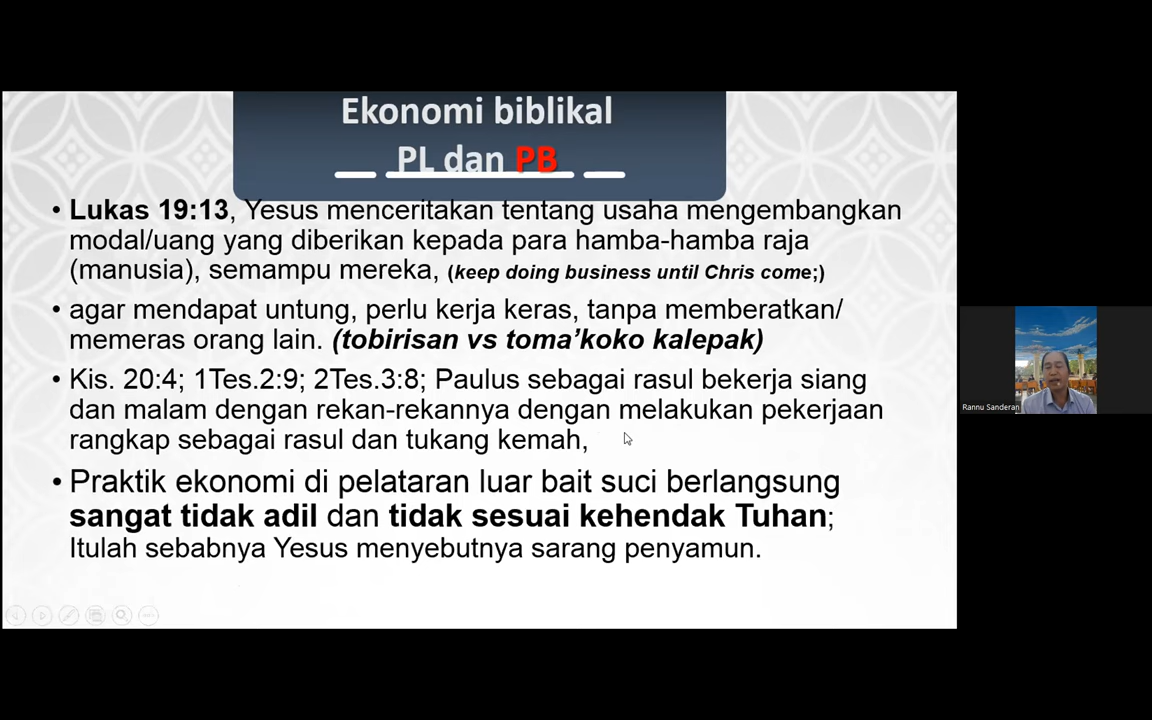 Ekonomi biblikal
PL dan PB
• Lukas 19:13, Yesus menceritakan tentang usaha mengembangkan
modal/uang yang diberikan kepada para hamba-hamba raja
(manusia), semampu mereka, (keep doing business until Chris come;)
• agar mendapat untung, perlu kerja keras, tanpa memberatkan/
memeras orang lain. (tobirisan vs toma’koko kalepak)
• Kis. 20:4; 1Tes.2:9; 2Tes.3:8; Paulus sebagai rasul bekerja siang
dan malam dengan rekan-rekannya dengan melakukan pekerjaan
rangkap sebagai rasul dan tukang kemah,
• Praktik ekonomi di pelataran luar bait suci berlangsung
sangat tidak adil dan tidak sesuai kehendak Tuhan;
Itulah sebabnya Yesus menyebutnya sarang penyamun.
Rannu Sanderan